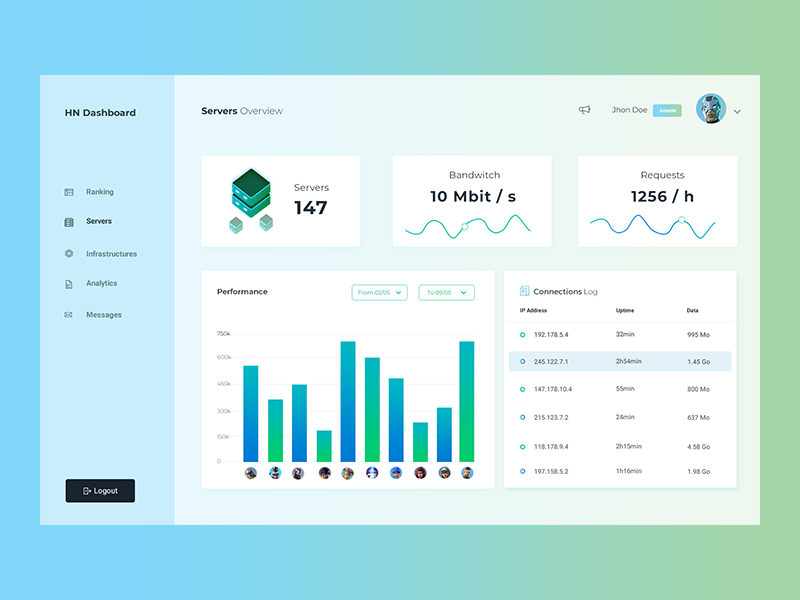 HN Dashboard
Servers Overview
Jhon Doe ADMIN
Ranking
Servers
Infrastructures
Analytics
Messages
Logout
Servers
147
Bandwitch
10 Mbit / s
Requests
1256 / h
Performance
From 02/05
To 09/05
750k
600k
450k
300k
150k
0
Connections Log
IP Address Uptime Data
192.178.5.4 32min 995 Mo
245.122.7.1 2h54min 1.45 Go
147.178.10.4 55min 800 Mo
215.123.7.2 24min 637 Mo
118.178.9.4 2h15min 4.58 Go
197.158.5.2 1h16min 1.98 Go